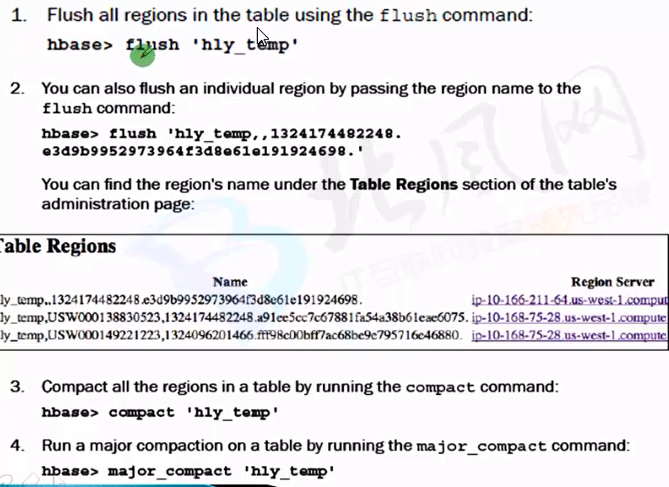 1. Flush all regions in the table using the flush command:
hbase> flush 'hly_temp'
2. You can also flush an individual region by passing the region name to the
flush command:
hbase> flush 'hly_temp,,1324174482248.
e3d9b9952973964f3d8e61e191924698.'
You can find the region's name under the Table Regions section of the table's
administration page:
Table Regions
Name Region Server
ly_temp,,1324174482248.e3d9b9952973964f3d8e61e191924698. ip-10-166-211-64.us-west-1.comput
ly_temp,USW000138830523,1324174482248.a91ee5cc7c67881fa54a38b61eae6075. ip-10-168-75-28.us-west-1.compute
ly_temp,USW000149221223,1324096201466.fff98c00bff7ac68be9e795716e46880. ip-10-168-75-28.us-west-1.compute
3. Compact all the regions in a table by running the compact command:
hbase> compact 'hly_temp'
4. Run a major compaction on a table by running the major_compact command:
hbase> major_compact 'hly_temp'
北风网